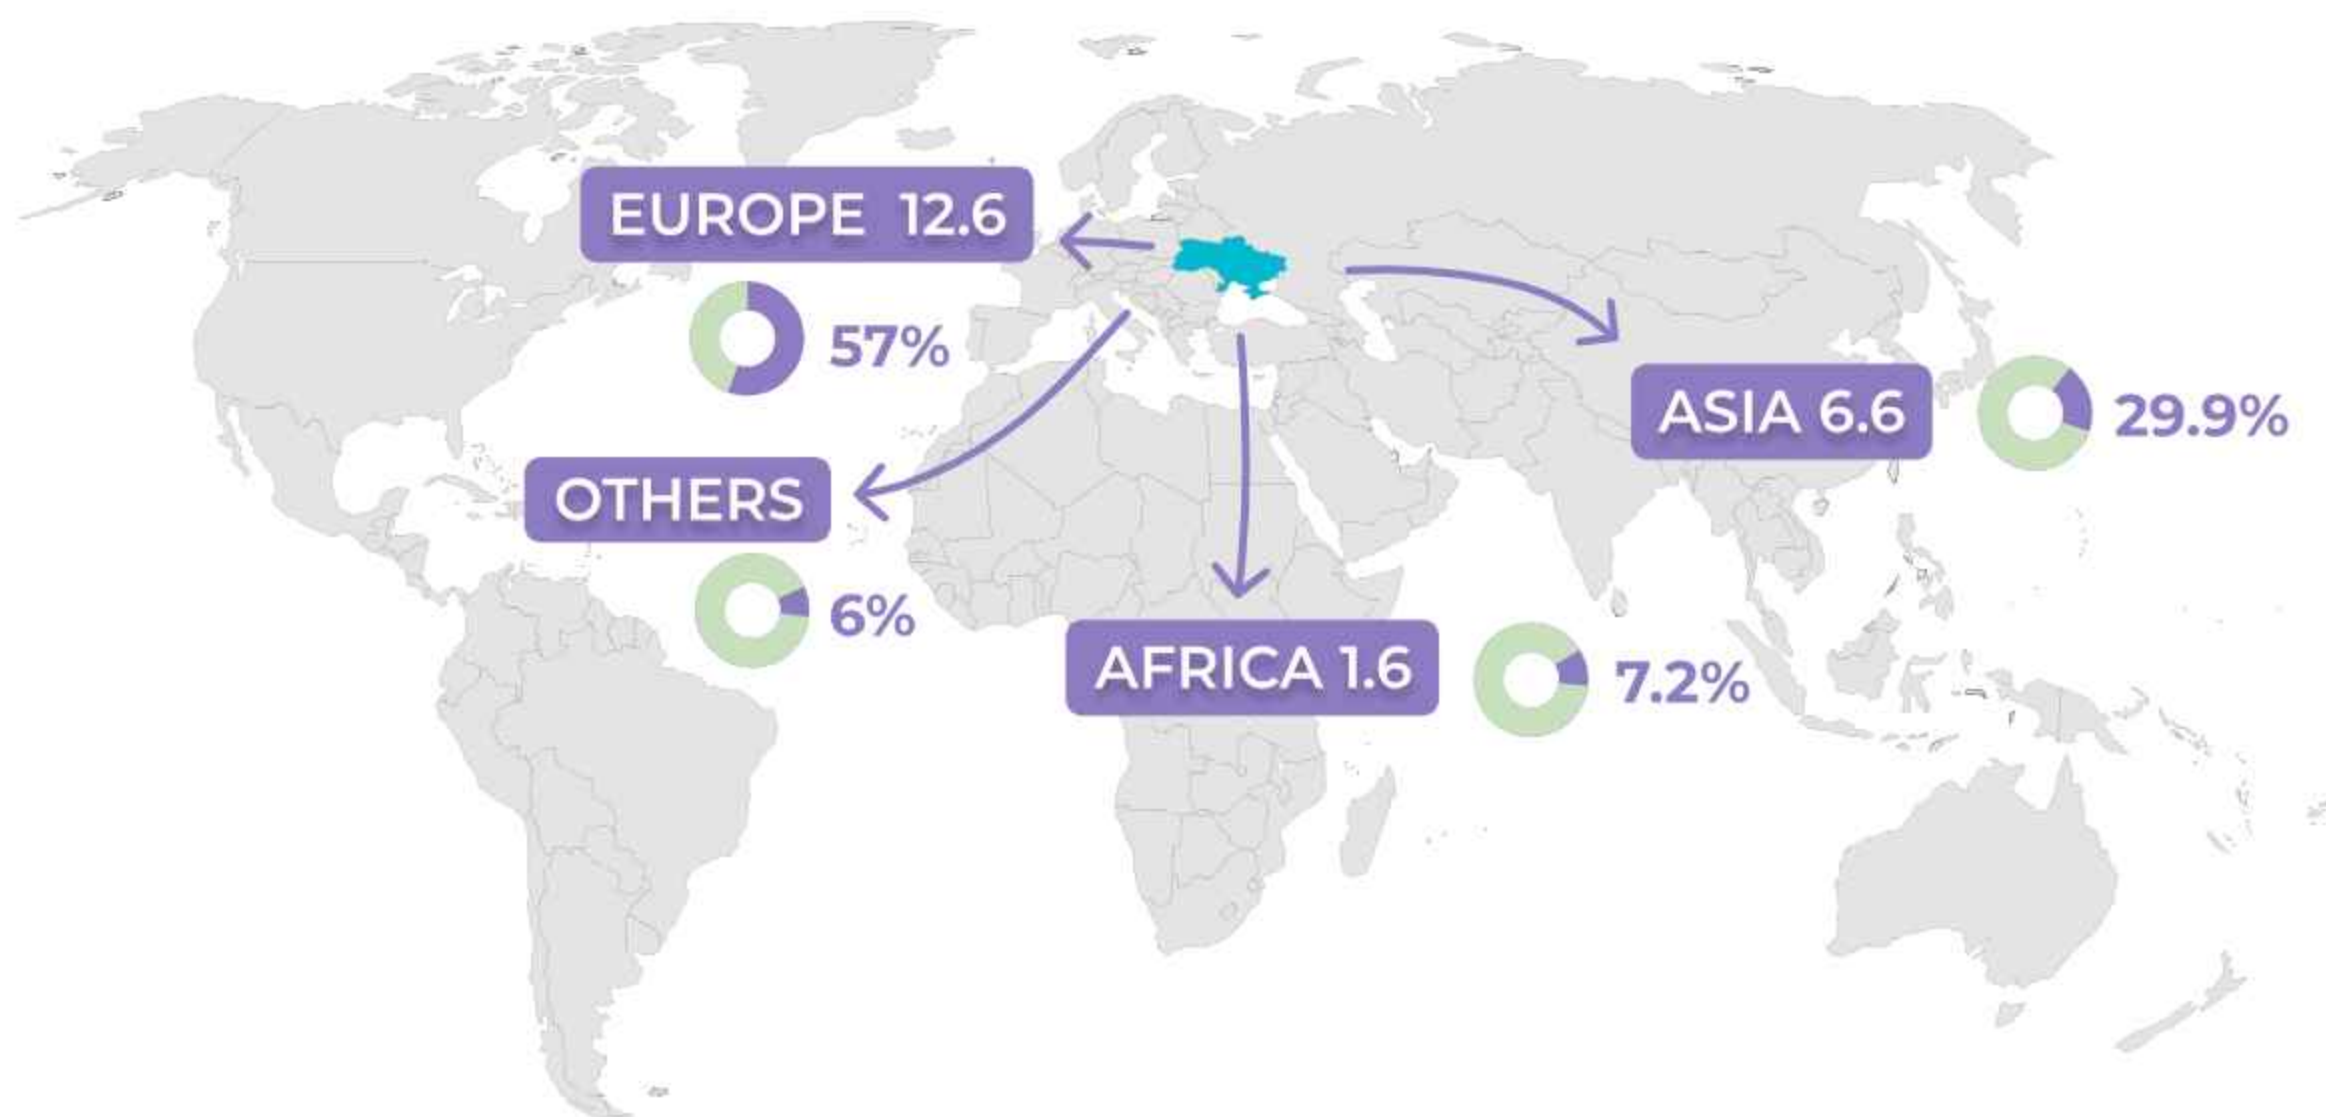 EUROPE 12.6
57%
ASIA 6.6
29.9%
OTHERS
6%
AFRICA 1.6
7.2%